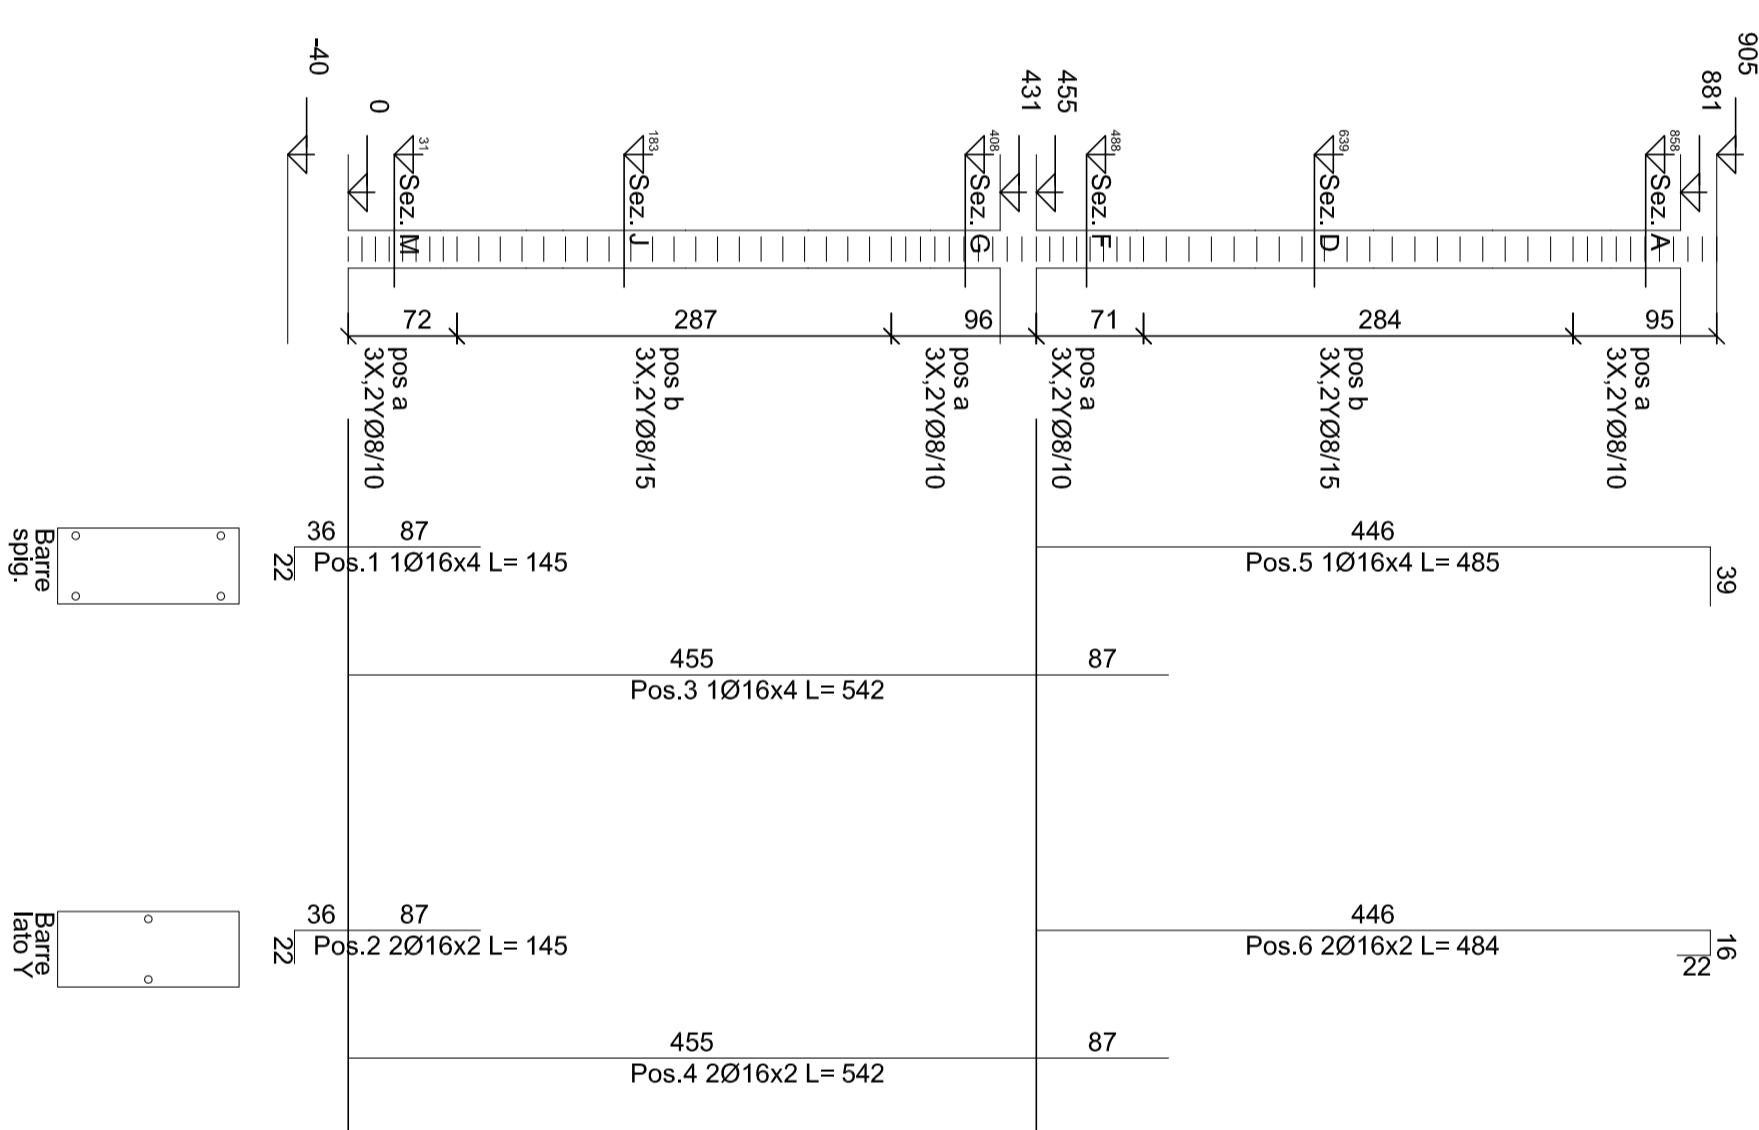 -40
0
431
455
881
905
31
Sez. M
183
Sez. J
408
Sez. G
488
Sez. F
639
Sez. D
858
Sez. A
72
287
96
71
284
95
pos a
3X,2YØ8/10
pos b
3X,2YØ8/15
pos a
3X,2YØ8/10
pos a
3X,2YØ8/10
pos b
3X,2YØ8/15
pos a
3X,2YØ8/10
Barre
spig.
36
87
22
Pos.1 1Ø16x4 L= 145
446
39
Pos.5 1Ø16x4 L= 485
455
87
Pos.3 1Ø16x4 L= 542
Barre
lato Y
36
87
22
Pos.2 2Ø16x2 L= 145
446
16
22
Pos.6 2Ø16x2 L= 484
455
87
Pos.4 2Ø16x2 L= 542